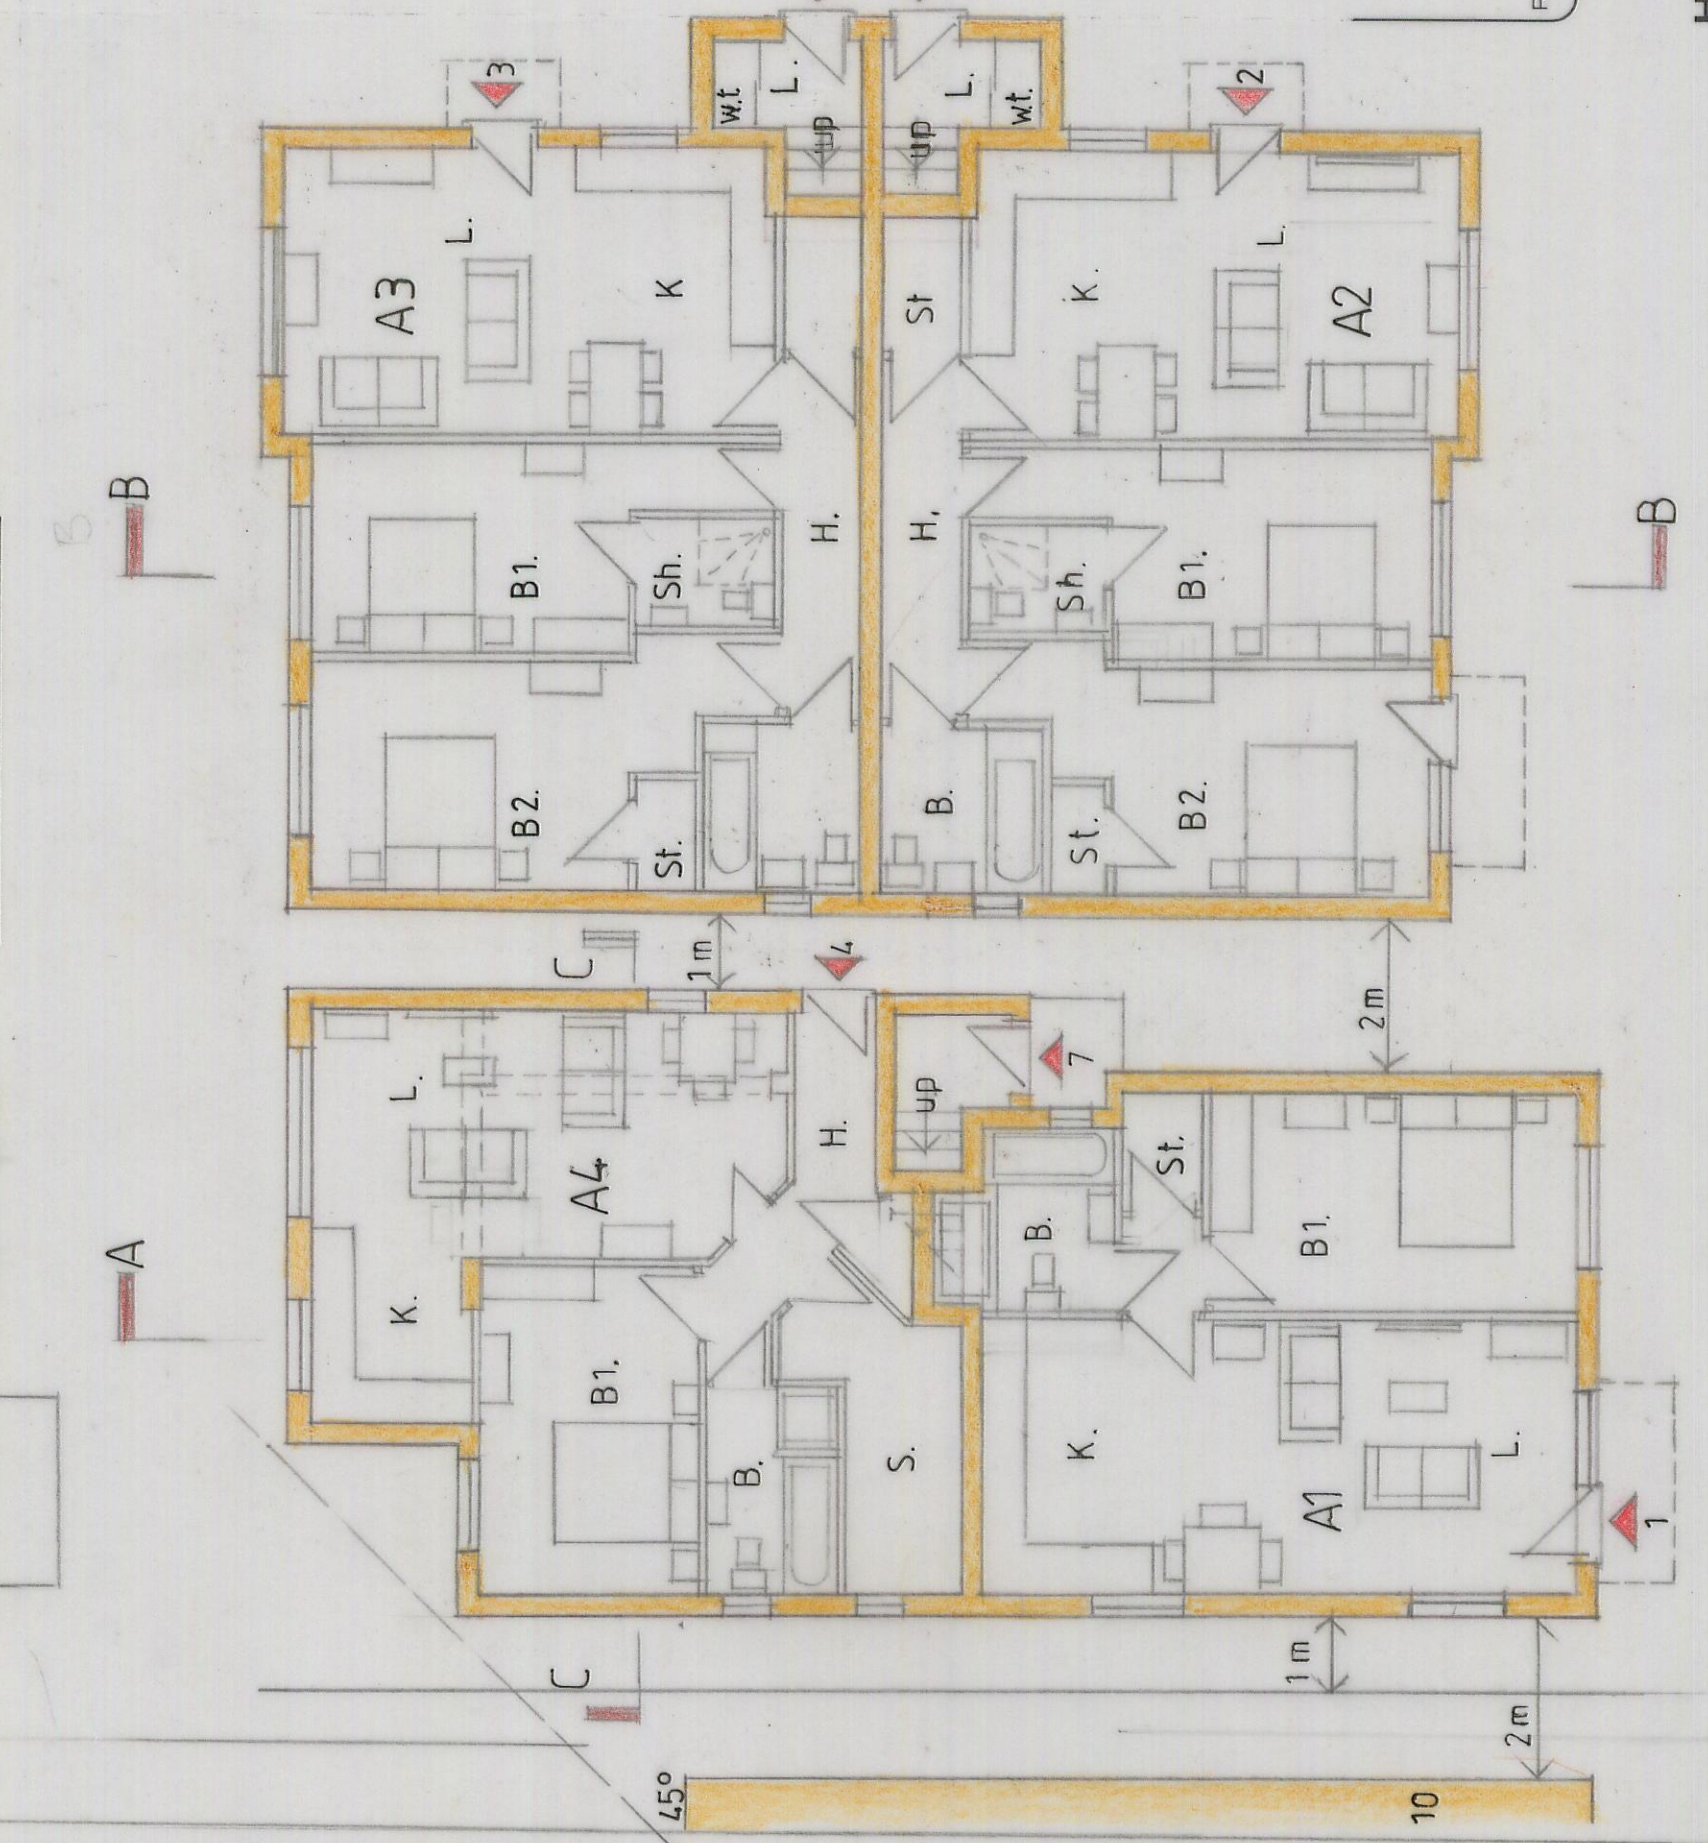 3
2
w.t
L.
L.
w.t.
up
up
A3
L.
K
St
K.
L.
A2
B
B
B1.
Sh.
H.
H.
Sh.
B1.
B
B2.
St.
B.
St.
B2.
C
1m
4
2m
L.
A4
H.
up
7
St.
B.
B1.
A
K.
B1.
B.
S.
K.
A1
L.
1
C
1m
2m
45°
10